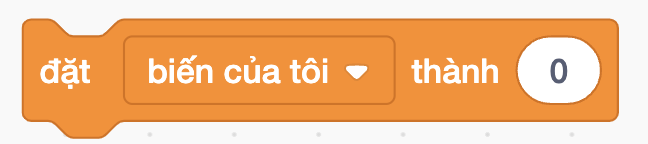 đặt biến của tôi thành 0